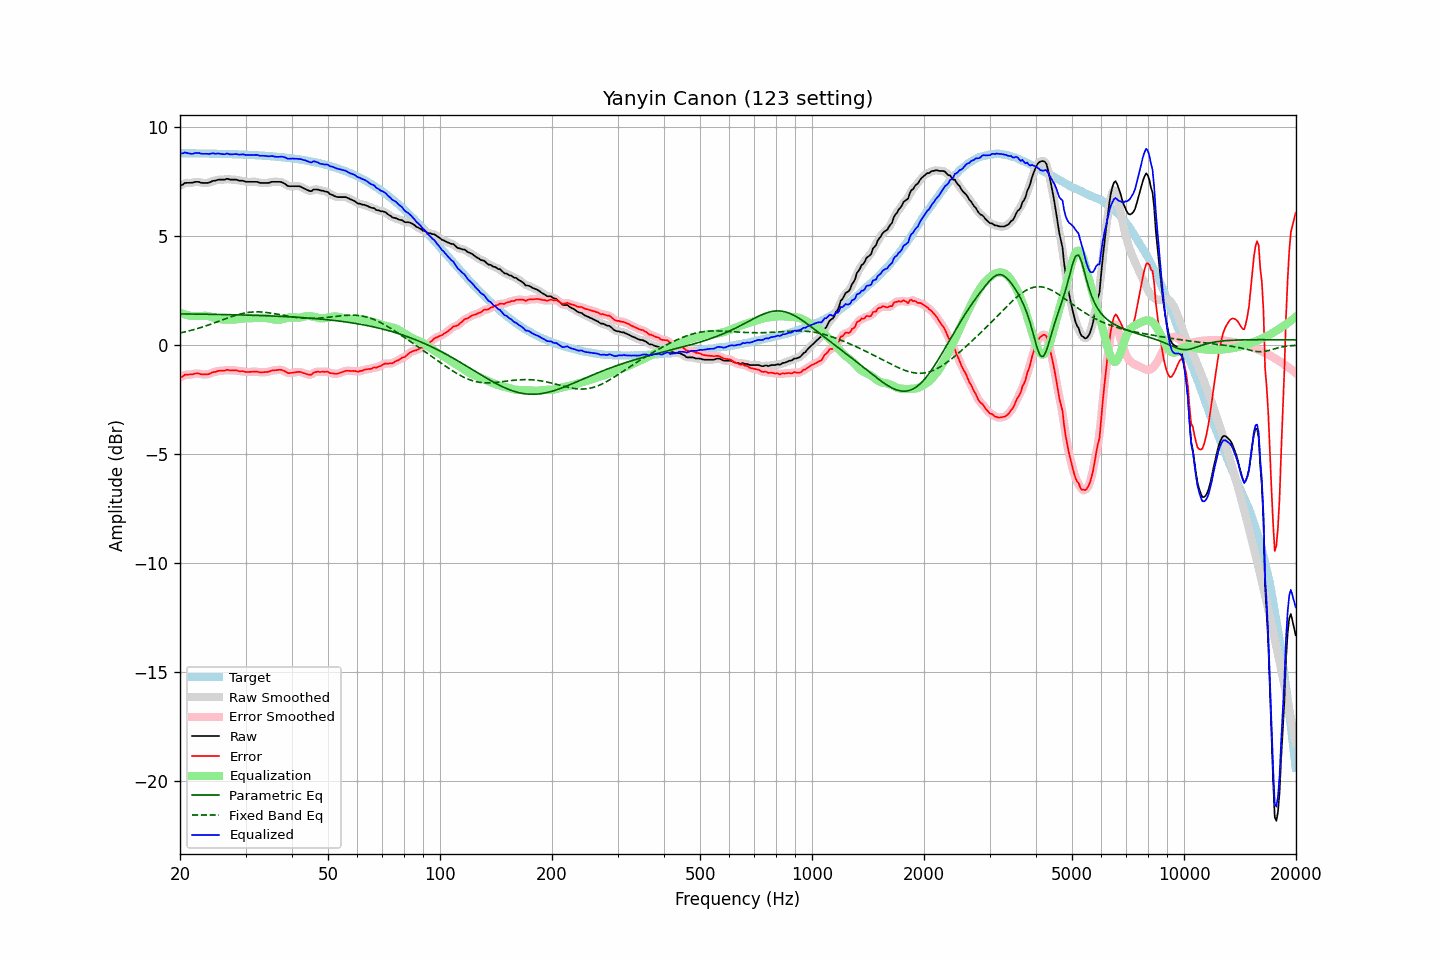 Yanyin Canon (123 setting)
10
5
0
−5
−10
−15
−20
Amplitude (dBr)
Target
Raw Smoothed
Error Smoothed
Raw
Error
Equalization
Parametric Eq
Fixed Band Eq
Equalized
20 50 100 200 500 1000 2000 5000 10000 20000
Frequency (Hz)